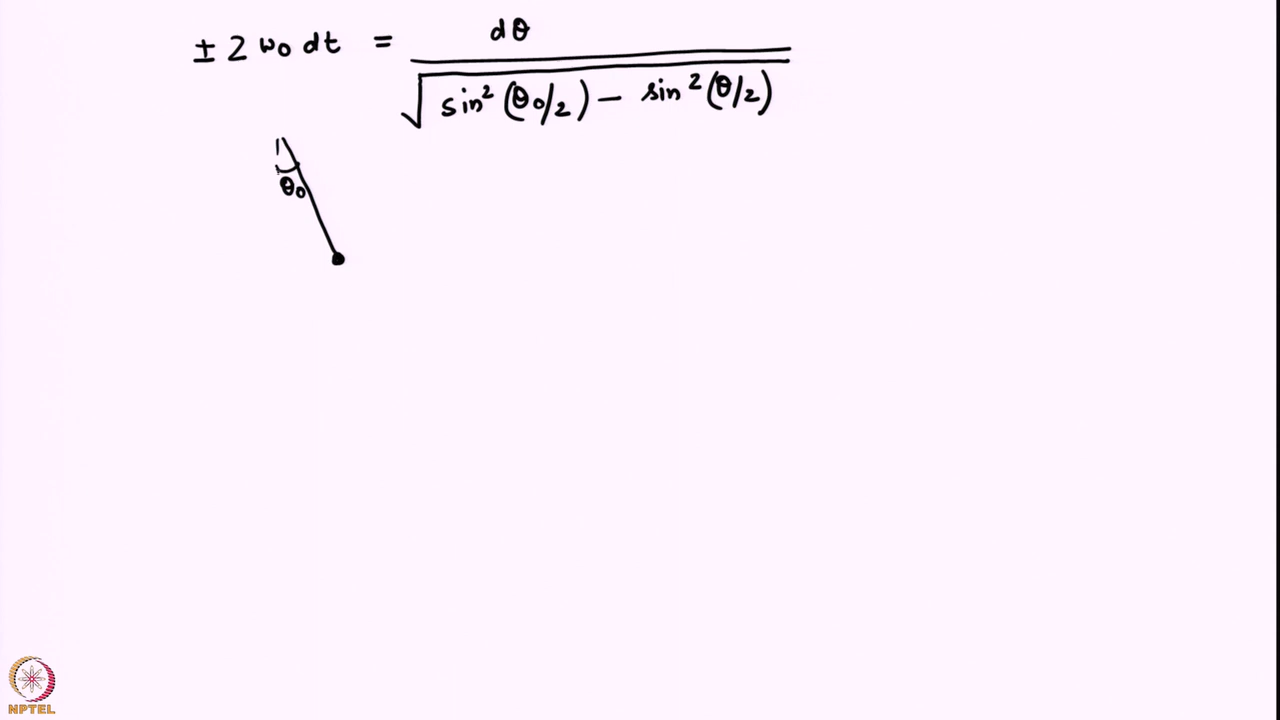 ± 2 ω₀ dt = dθ / √(sin² (θ₀/2) − sin² (θ/2))
θ₀
NPTEL